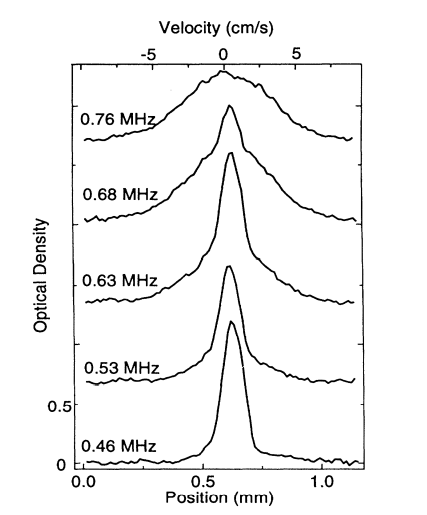 Velocity (cm/s)
-5 0 5
0.76 MHz
0.68 MHz
0.63 MHz
0.53 MHz
0.46 MHz
Optical Density
0.5
0
0.0 0.5 1.0
Position (mm)